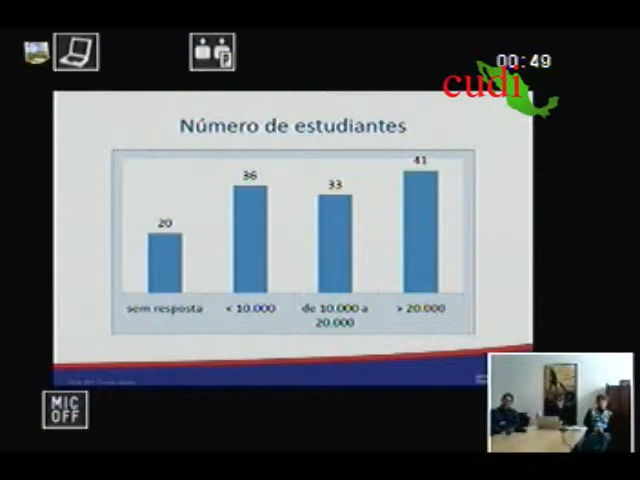 00:49
cudi
Número de estudiantes
41
36
33
20
sem resposta
< 10.000
de 10.000 a
20.000
> 20.000
MIC
OFF